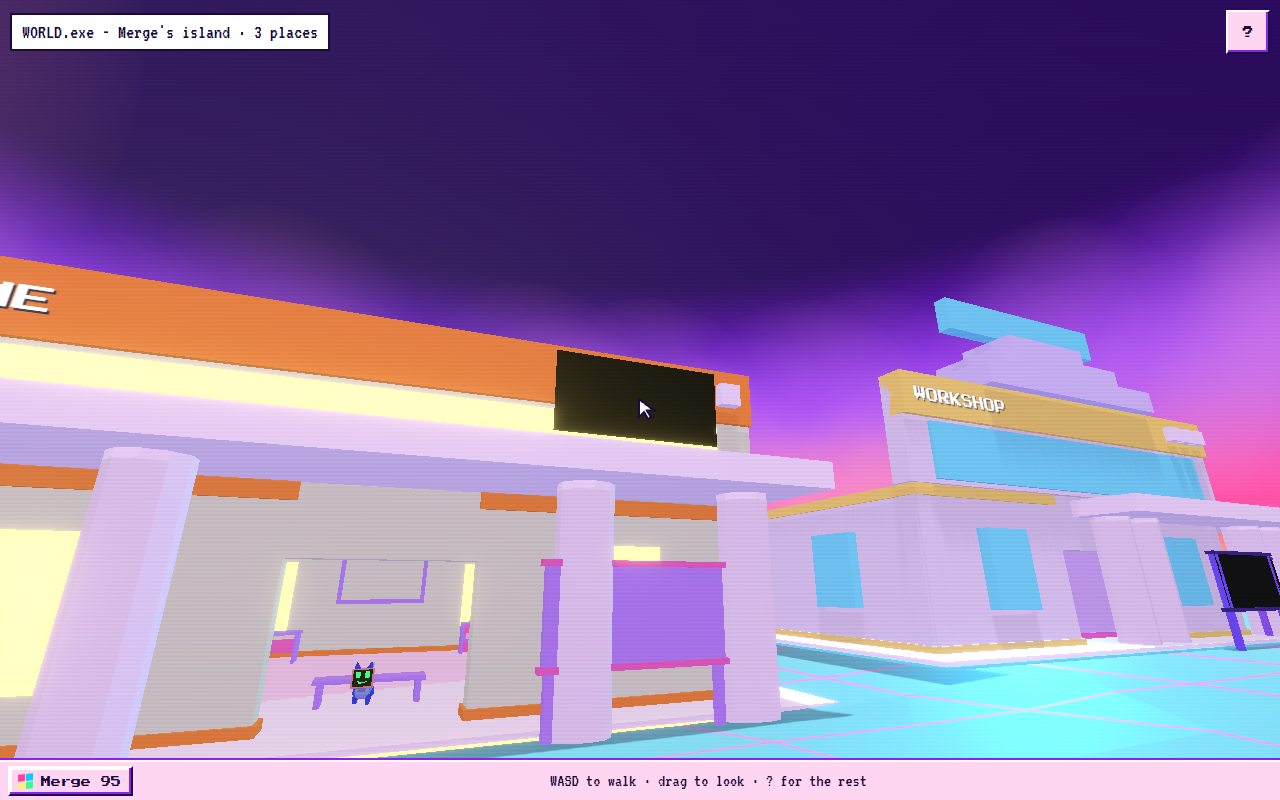 WORLD.exe - Merge's island · 3 places
?
WORKSHOP
Merge 95
WASD to walk · drag to look · ? for the rest